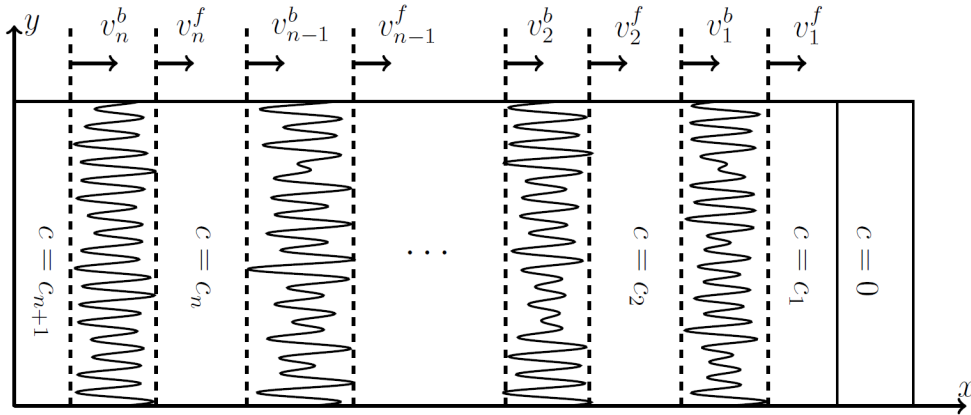 y
v_n^b v_n^f v_{n-1}^b v_{n-1}^f v_2^b v_2^f v_1^b v_1^f
c = c_{n+1} c = c_n ... c = c_2 c = c_1 c = 0
x